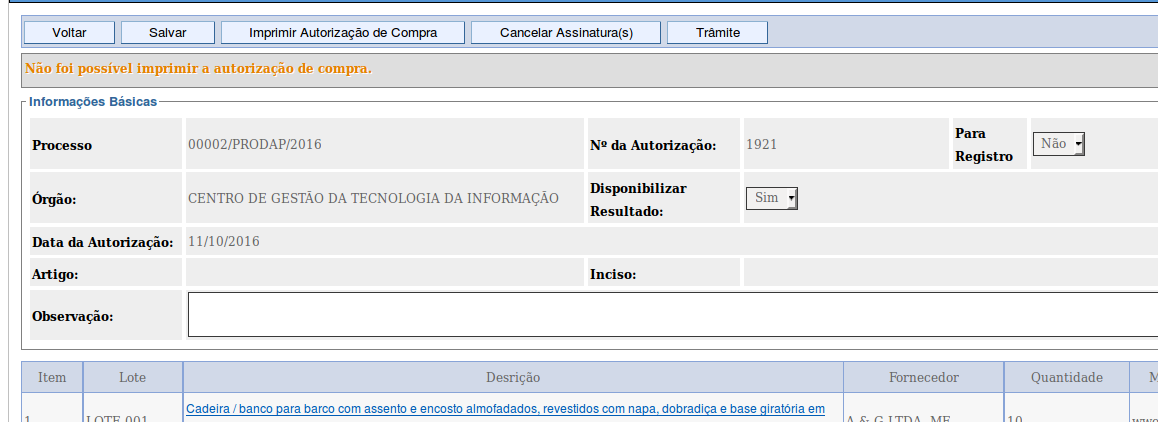 Voltar Salvar Imprimir Autorização de Compra Cancelar Assinatura(s) Trâmite
Não foi possível imprimir a autorização de compra.
Informações Básicas
Processo 00002/PRODAP/2016 Nº da Autorização: 1921 Para Registro Não
Órgão: CENTRO DE GESTÃO DA TECNOLOGIA DA INFORMAÇÃO Disponibilizar Resultado: Sim
Data da Autorização: 11/10/2016
Artigo: Inciso:
Observação:
Item Lote Desrição Fornecedor Quantidade M
Cadeira / banco para barco com assento e encosto almofadados, revestidos com napa, dobradiça e base giratória em
1 LOTE 001 A & G LTDA ME 10